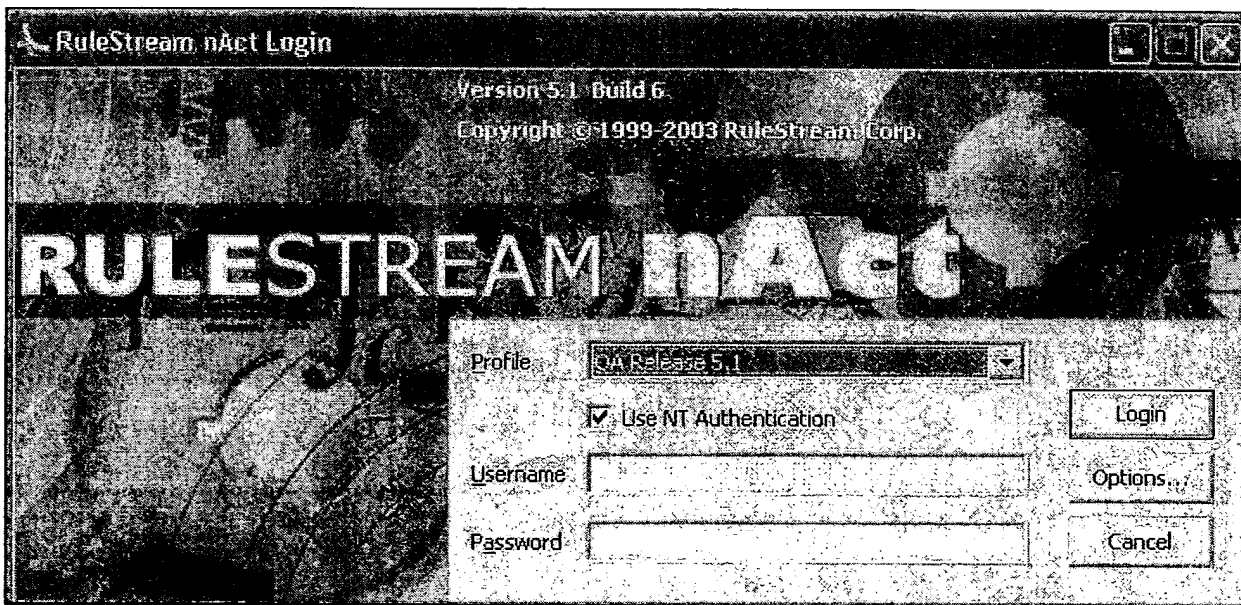 RuleStream nAct Login
Version 5.1 Build 6
Copyright © 1999-2003 RuleStream Corp.
RULESTREAM nAct
Profile
QA Release 5.1
Use NT Authentication
Login
Username
Options...
Password
Cancel